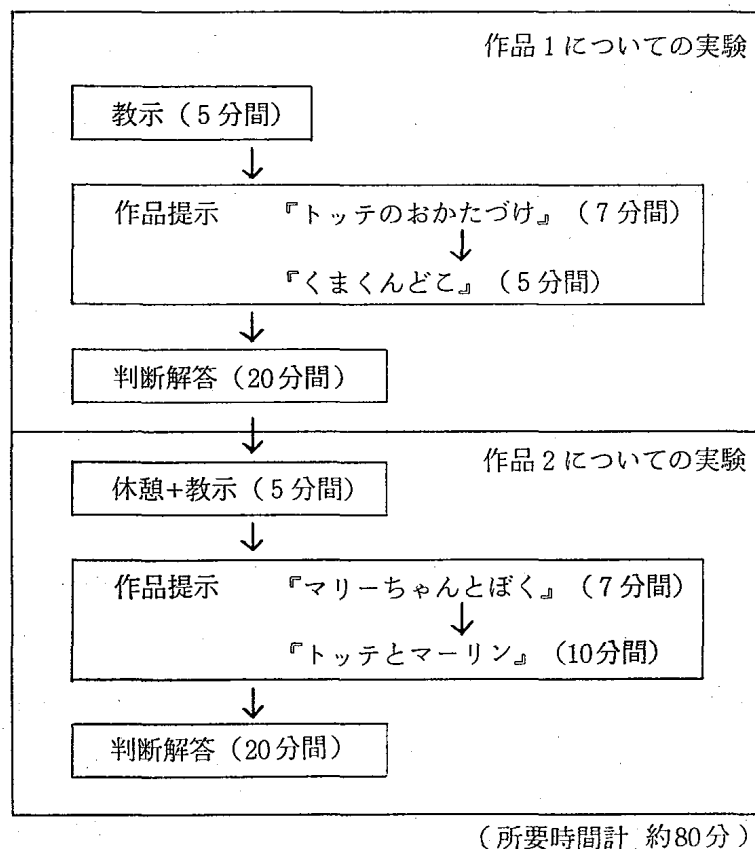 作品1についての実験
教示(5分間)
作品提示 『トッテのおかたづけ』(7分間)
『くまくんどこ』(5分間)
判断解答(20分間)
作品2についての実験
休憩+教示(5分間)
作品提示 『マリーちゃんとぼく』(7分間)
『トッテとマーリン』(10分間)
判断解答(20分間)
(所要時間計 約80分)